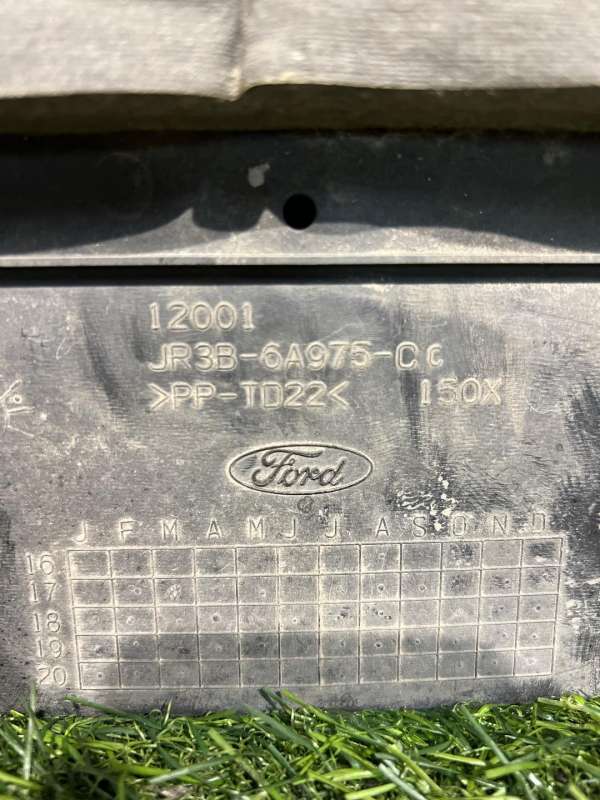 12001
JR3B-6A975-CC
>PP-TD22< 150X
Ford
J F M A M J J A S O N D
16
17
18
19
20